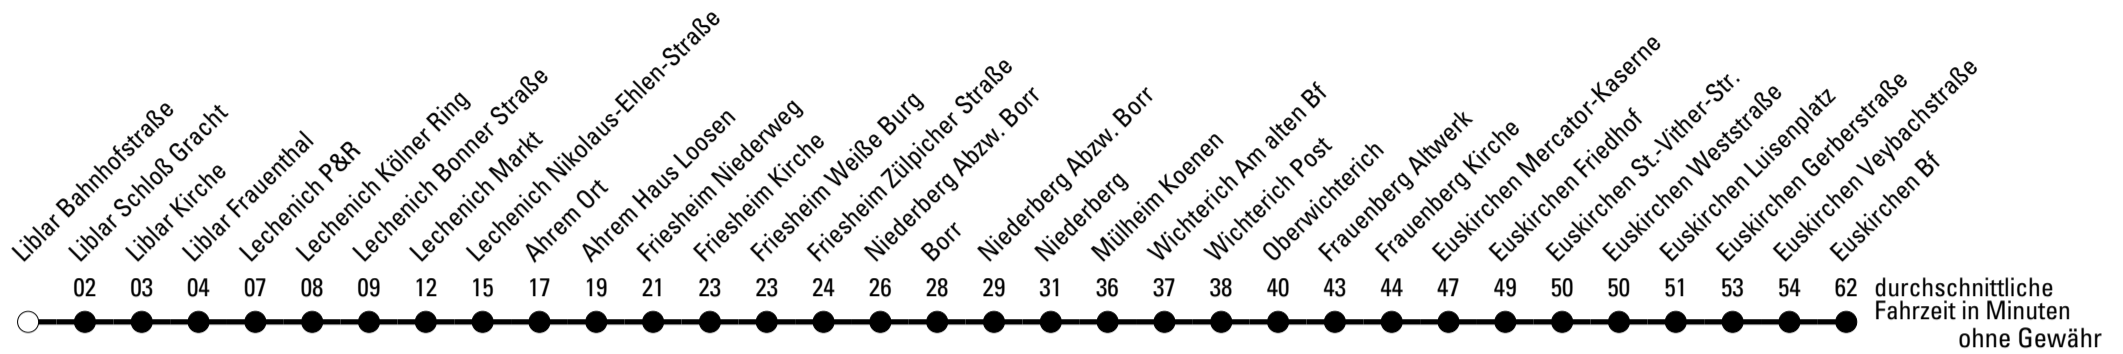 Liblar Bahnhofstraße
Liblar Schloß Gracht
Liblar Kirche
Liblar Frauenthal
Lechenich P&R
Lechenich Kölner Ring
Lechenich Bonner Straße
Lechenich Markt
Lechenich Nikolaus-Ehlen-Straße
Ahrem Ort
Ahrem Haus Loosen
Friesheim Niederweg
Friesheim Kirche
Friesheim Weiße Burg
Friesheim Zülpicher Straße
Niederberg Abzw. Borr
Borr
Niederberg Abzw. Borr
Niederberg
Mülheim Koenen
Wichterich Am alten Bf
Wichterich Post
Oberwichterich
Frauenberg Altwerk
Frauenberg Kirche
Euskirchen Mercator-Kaserne
Euskirchen Friedhof
Euskirchen St.-Vither-Str.
Euskirchen Weststraße
Euskirchen Luisenplatz
Euskirchen Gerberstraße
Euskirchen Veybachstraße
Euskirchen Bf
02 03 04 07 08 09 12 15 17 19 21 23 23 24 26 28 29 31 36 37 38 40 43 44 47 49 50 50 51 53 54 62 durchschnittliche
Fahrzeit in Minuten
ohne Gewähr